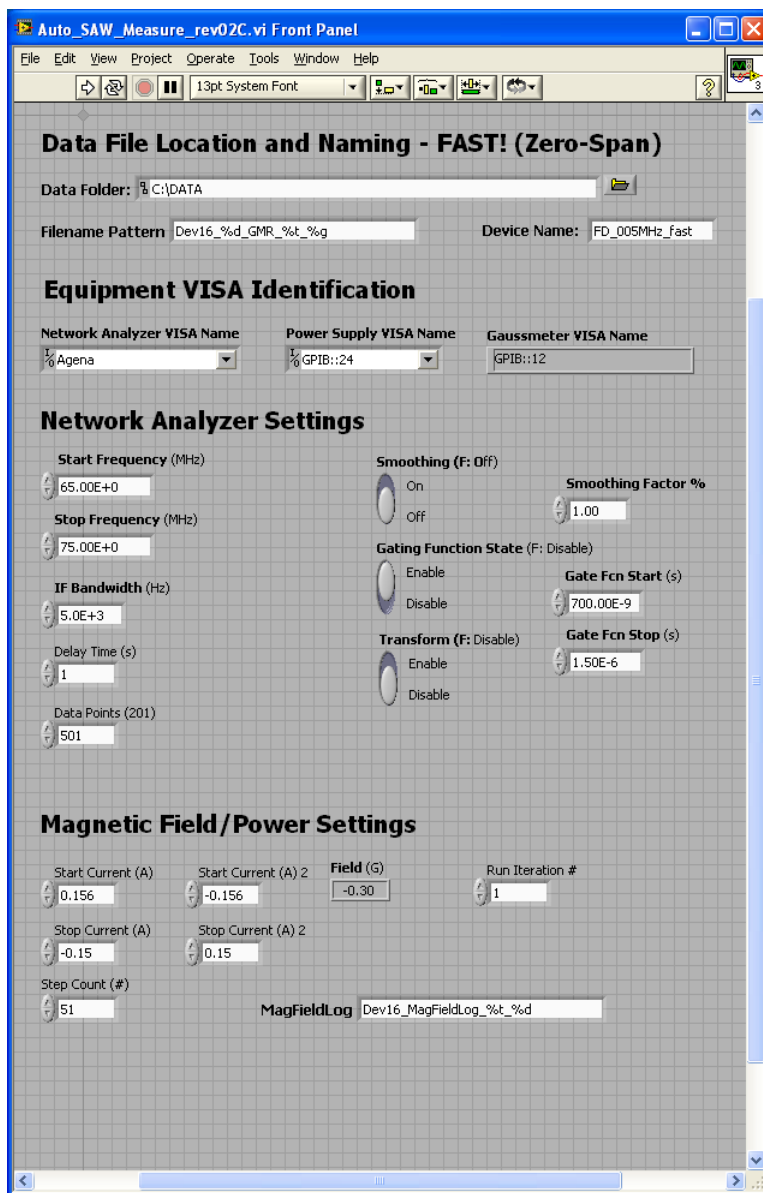 Auto_SAW_Measure_rev02C.vi Front Panel
File Edit View Project Operate Tools Window Help
13pt System Font
? 3
Data File Location and Naming - FAST! (Zero-Span)
Data Folder: C:\DATA
Filename Pattern Dev16_%d_GMR_%t_%g Device Name: FD_005MHz_fast
Equipment VISA Identification
Network Analyzer VISA Name Power Supply VISA Name Gaussmeter VISA Name
I/O Agena I/O GPIB::24 GPIB::12
Network Analyzer Settings
Start Frequency (MHz) Smoothing (F: Off)
65.00E+0 On Smoothing Factor %
Off 1.00
Stop Frequency (MHz)
75.00E+0 Gating Function State (F: Disable)
Enable Gate Fcn Start (s)
IF Bandwidth (Hz)
5.0E+3 Disable 700.00E-9
Transform (F: Disable) Gate Fcn Stop (s)
Delay Time (s) Enable 1.50E-6
1
Disable
Data Points (201)
501
Magnetic Field/Power Settings
Start Current (A) Start Current (A) 2 Field (G) Run Iteration #
0.156 -0.156 -0.30 1
Stop Current (A) Stop Current (A) 2
-0.15 0.15
Step Count (#)
51 MagFieldLog Dev16_MagFieldLog_%t_%d